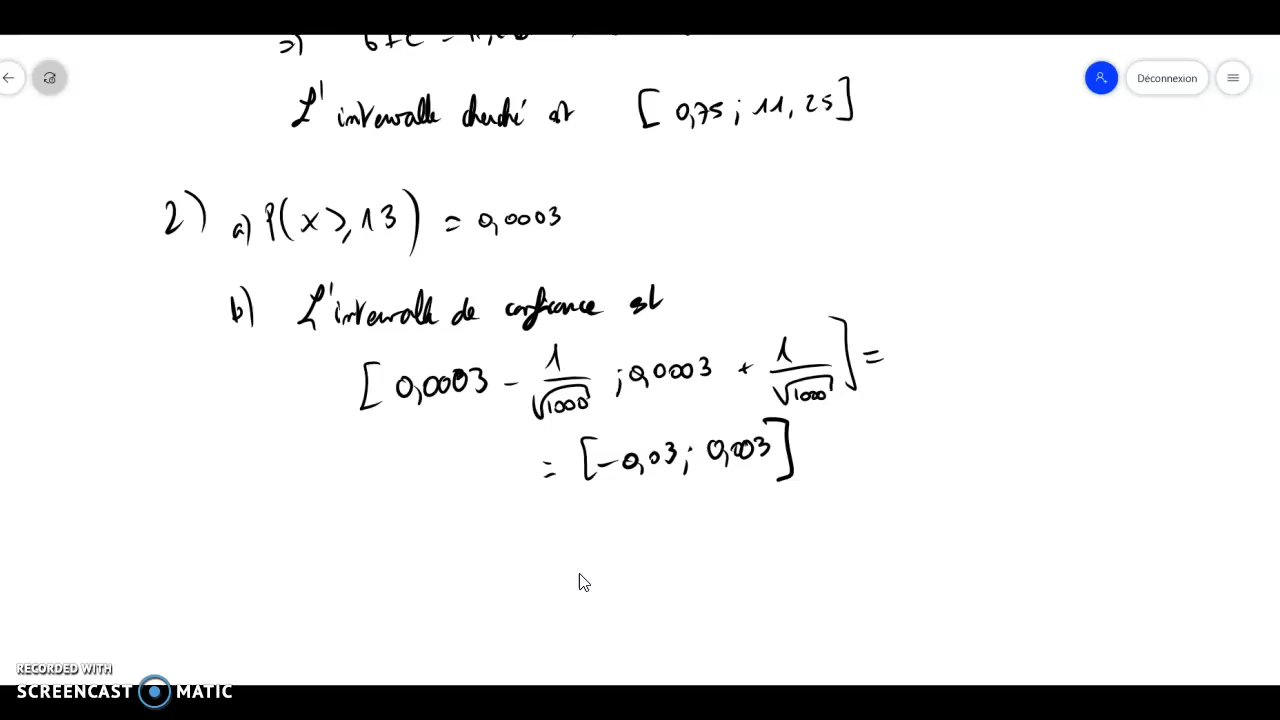 Déconnexion
L'intervalle cherché est [0,75 ; 11,25]
2) a) P(X ≥ 13) = 0,0003
b) L'intervalle de confiance est
[0,0003 - 1/√1000 ; 0,0003 + 1/√1000] =
= [-0,03 ; 0,003]
RECORDED WITH
SCREENCAST MATIC